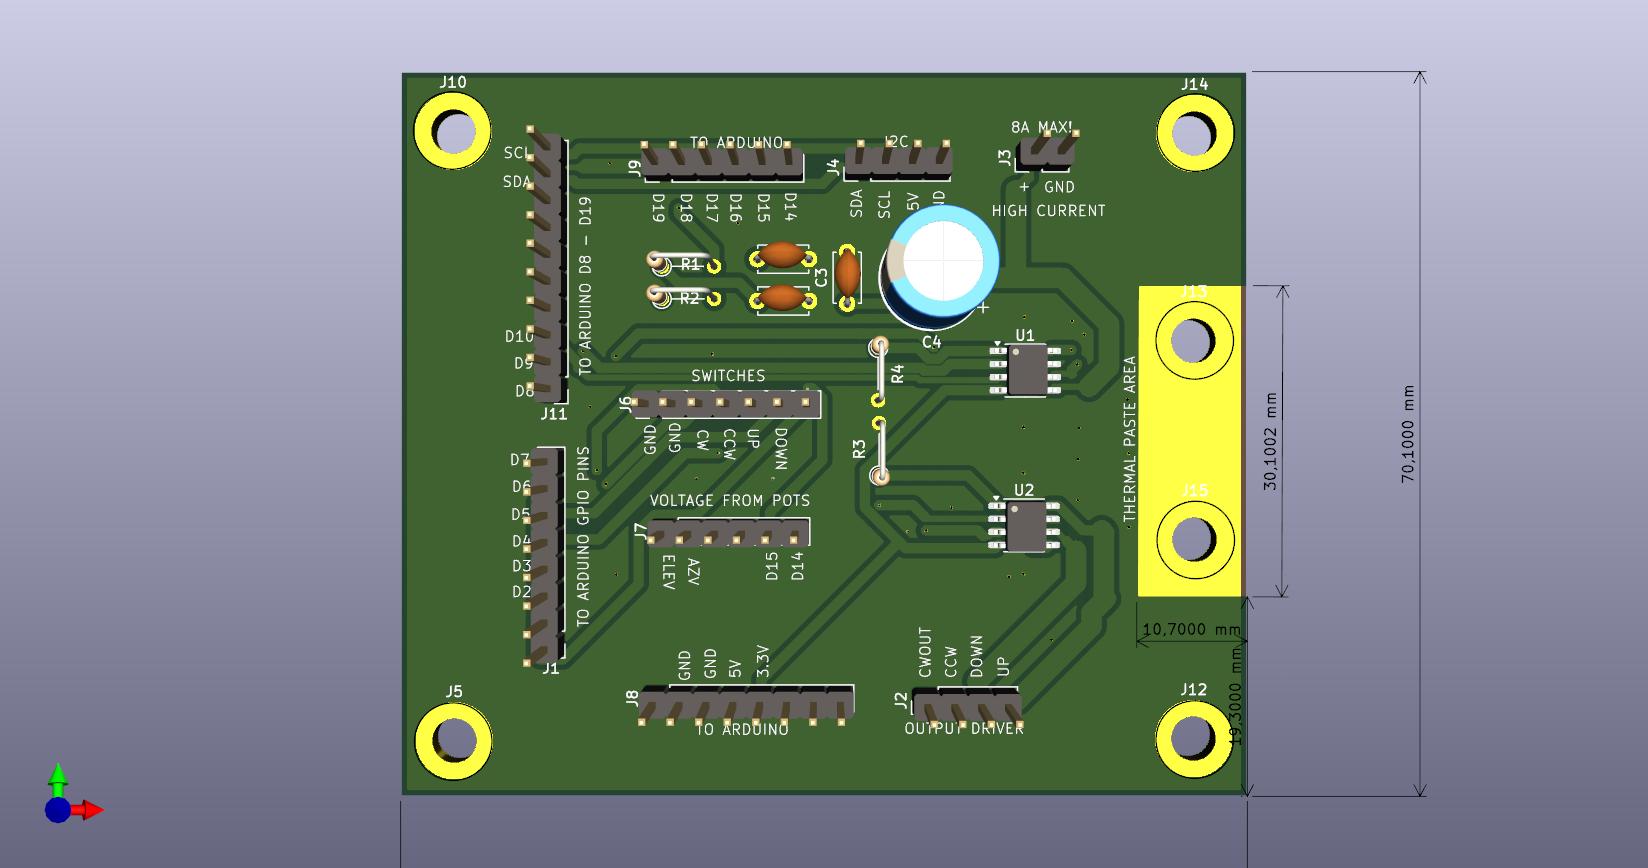 J10
J14
8A MAX!
TO ARDUINO
I2C
J9
J4
J3
SCL
SDA
+ GND
HIGH CURRENT
D19
D18
D17
D16
D15
D14
SDA
SCL
5V
TO ARDUINO D8 - D19
R1
R2
C3
+
C4
J13
U1
D10
D9
D8
J11
SWITCHES
R4
J6
GND
GND
CW
CCW
UP
DOWN
THERMAL PASTE AREA
30,1002 mm
70,1000 mm
R3
D7
D6
D5
D4
D3
D2
TO ARDUINO GPIO PINS
J1
VOLTAGE FROM POTS
J7
ELEV
AZV
D15
D14
U2
J15
10,7000 mm
19,3000 mm
GND
GND
5V
3.3V
J8
TO ARDUINO
CWOUT
CCW
DOWN
UP
J2
OUTPUT DRIVER
J5
J12